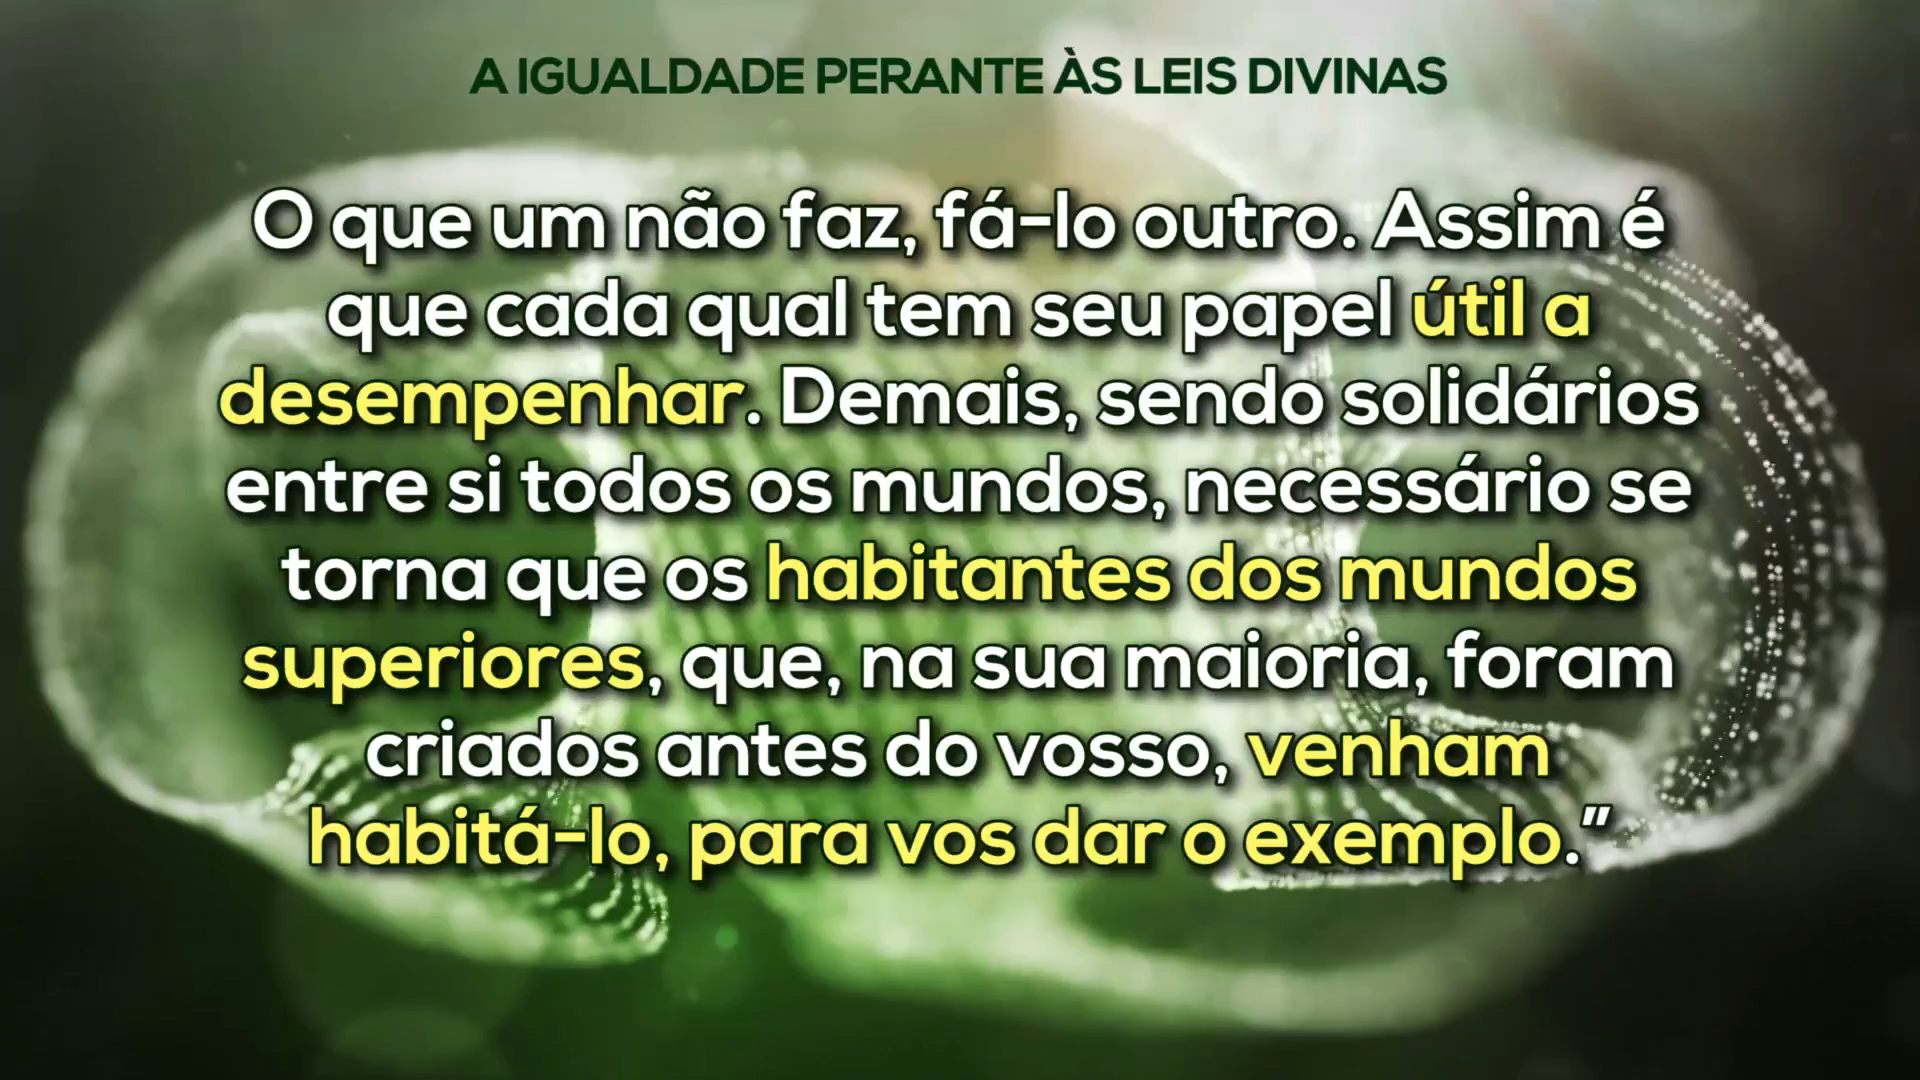 A IGUALDADE PERANTE ÀS LEIS DIVINAS
O que um não faz, fá-lo outro. Assim é
que cada qual tem seu papel útil a
desempenhar. Demais, sendo solidários
entre si todos os mundos, necessário se
torna que os habitantes dos mundos
superiores, que, na sua maioria, foram
criados antes do vosso, venham
habitá-lo, para vos dar o exemplo.”